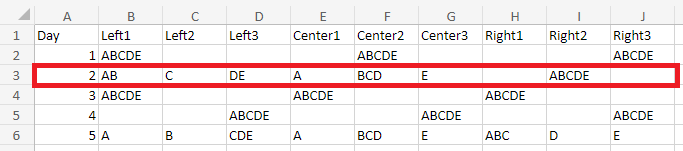 A B C D E F G H I J
1 Day Left1 Left2 Left3 Center1 Center2 Center3 Right1 Right2 Right3
2 1 ABCDE ABCDE ABCDE
3 2 AB C DE A BCD E ABCDE
4 3 ABCDE ABCDE ABCDE
5 4 ABCDE ABCDE ABCDE
6 5 A B CDE A BCD E ABC D E